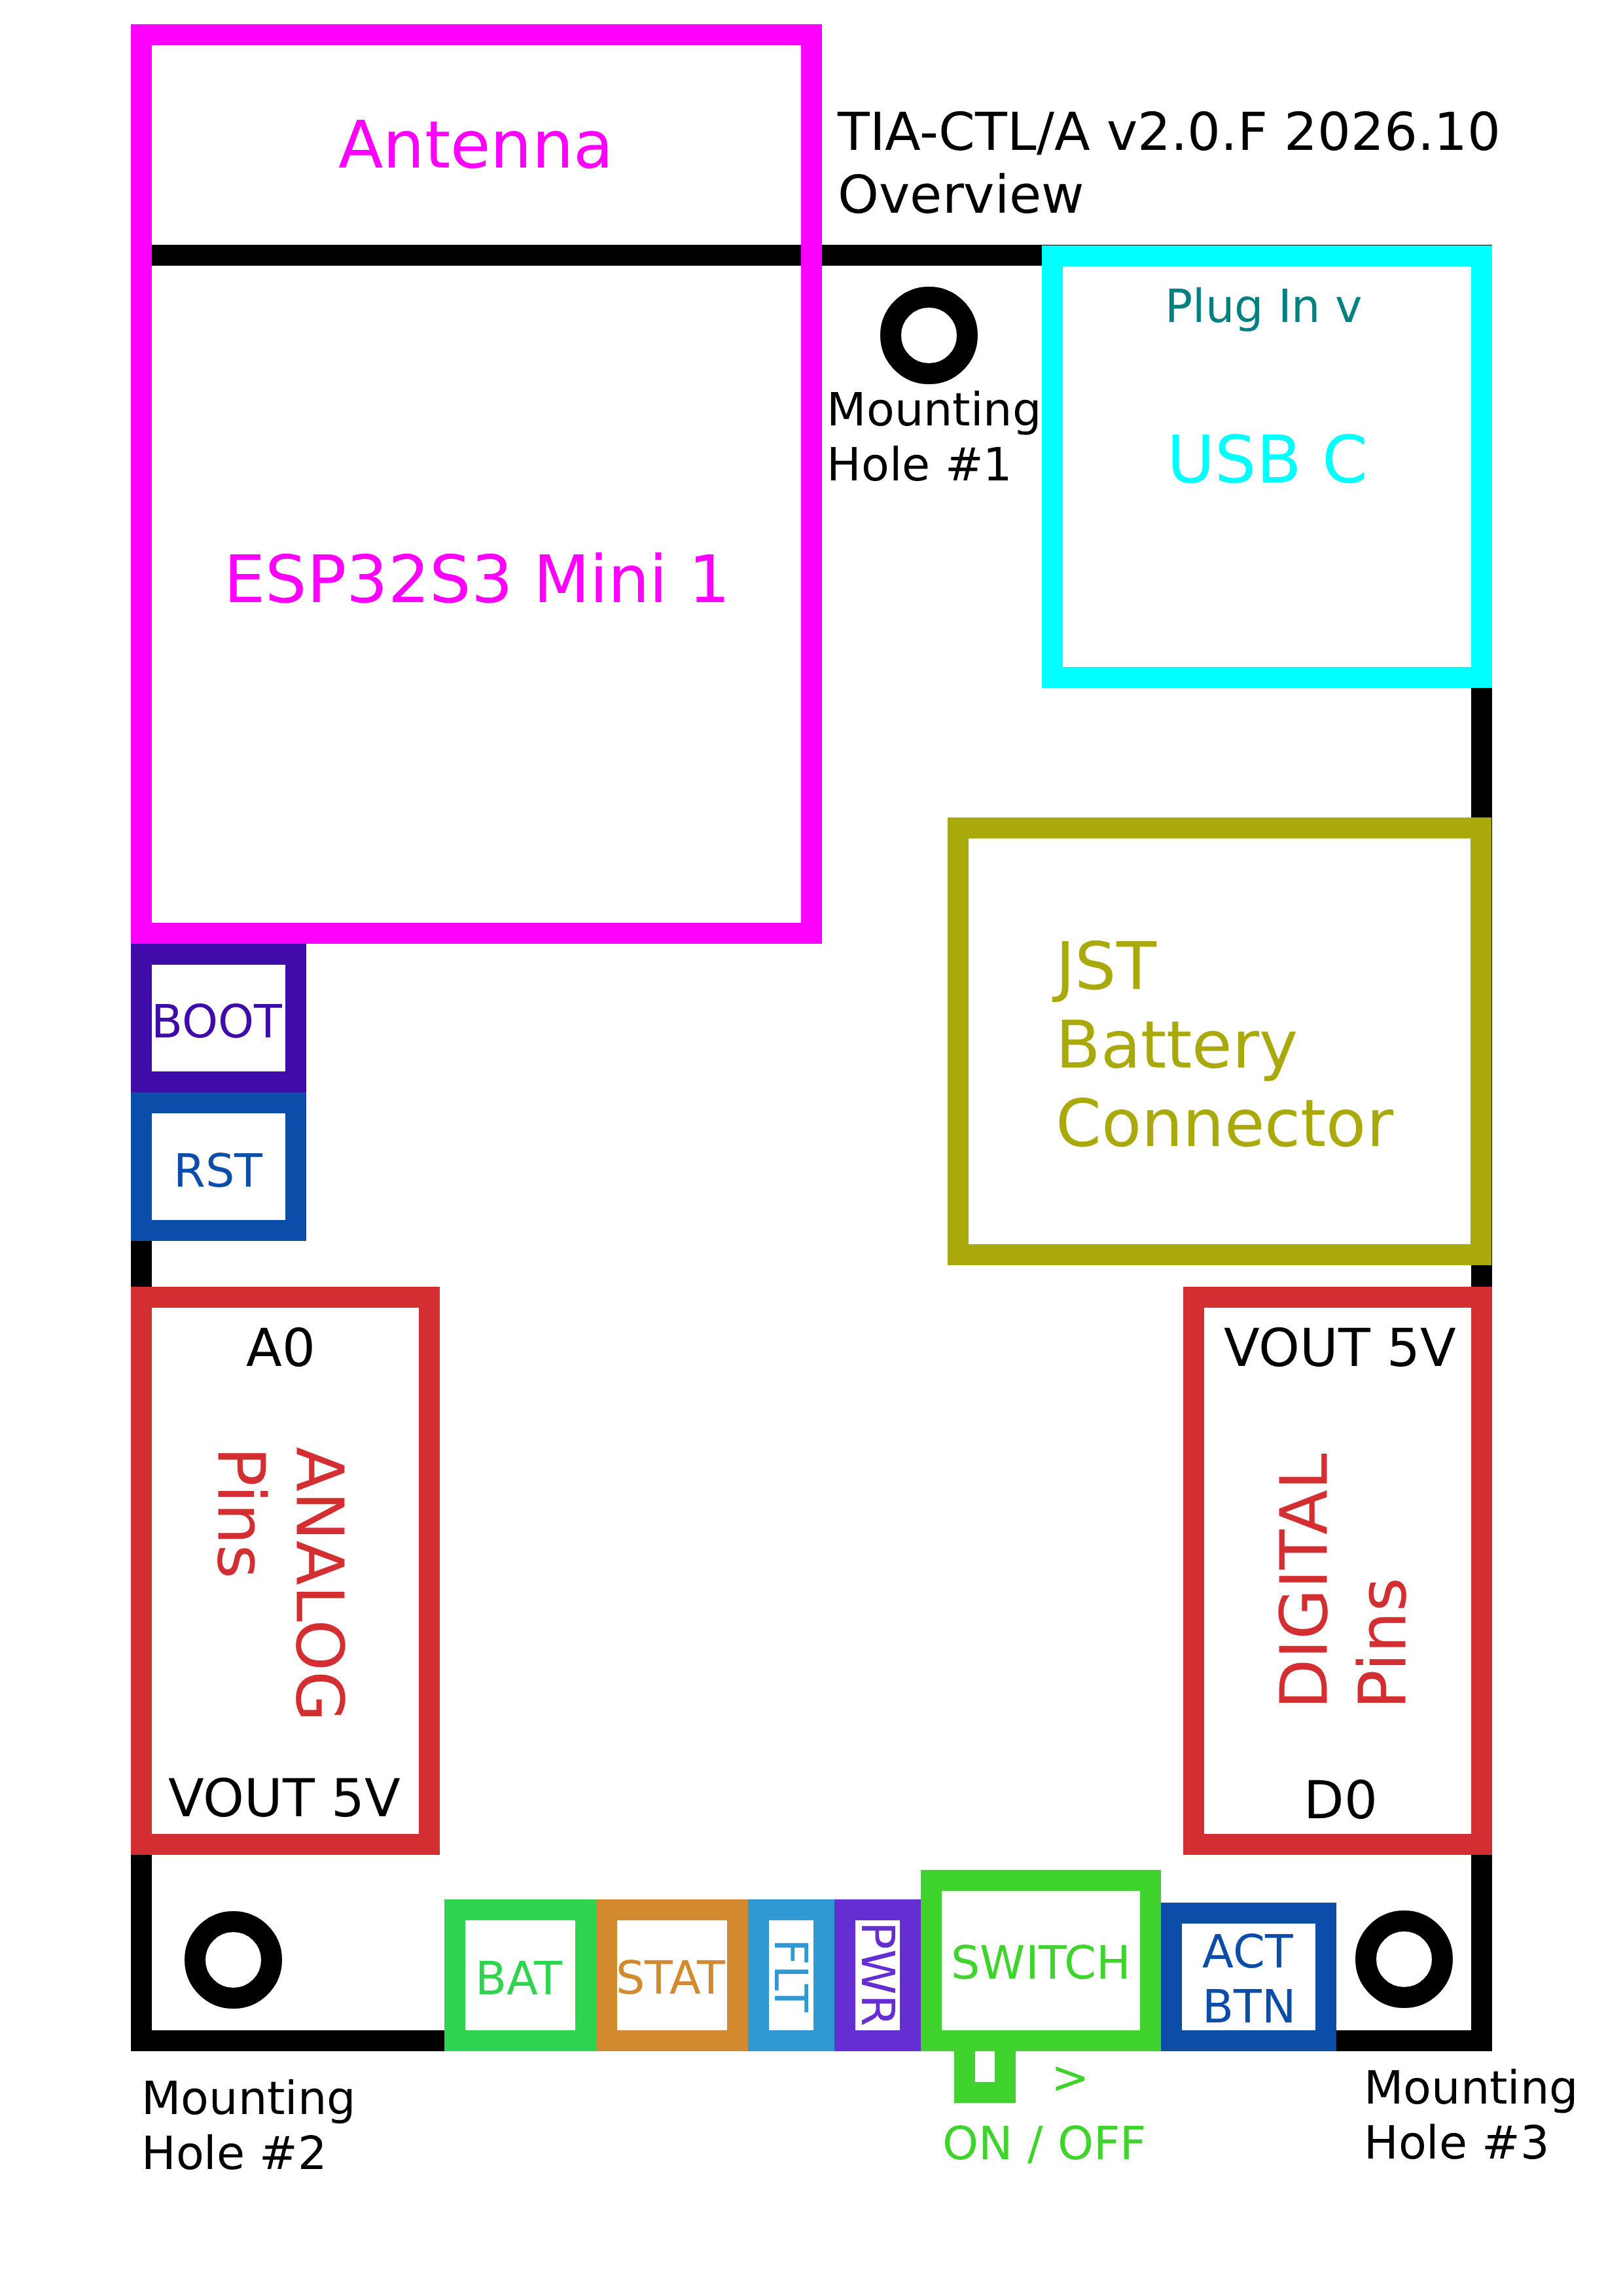 Antenna
TIA-CTL/A v2.0.F 2026.10
Overview
Plug In v
USB C
Mounting
Hole #1
ESP32S3 Mini 1
JST
Battery
Connector
BOOT
RST
A0
ANALOG
Pins
VOUT 5V
VOUT 5V
DIGITAL
Pins
D0
BAT
STAT
FLT
PWR
SWITCH
ACT
BTN
>
ON / OFF
Mounting
Hole #2
Mounting
Hole #3